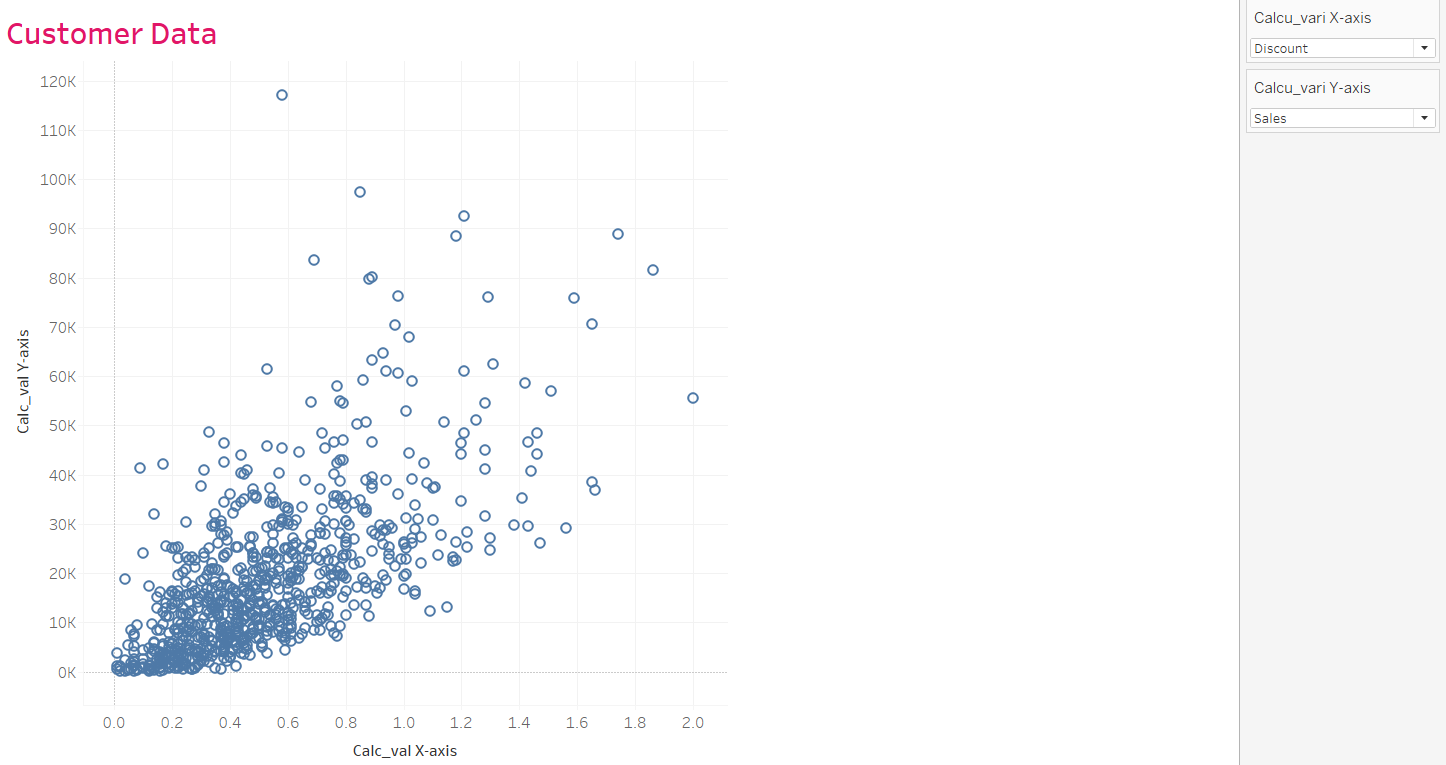 Customer Data
120K
110K
100K
90K
80K
70K
60K
50K
40K
30K
20K
10K
0K
Calc_val Y-axis
0.0 0.2 0.4 0.6 0.8 1.0 1.2 1.4 1.6 1.8 2.0
Calc_val X-axis
Calcu_vari X-axis
Discount
Calcu_vari Y-axis
Sales